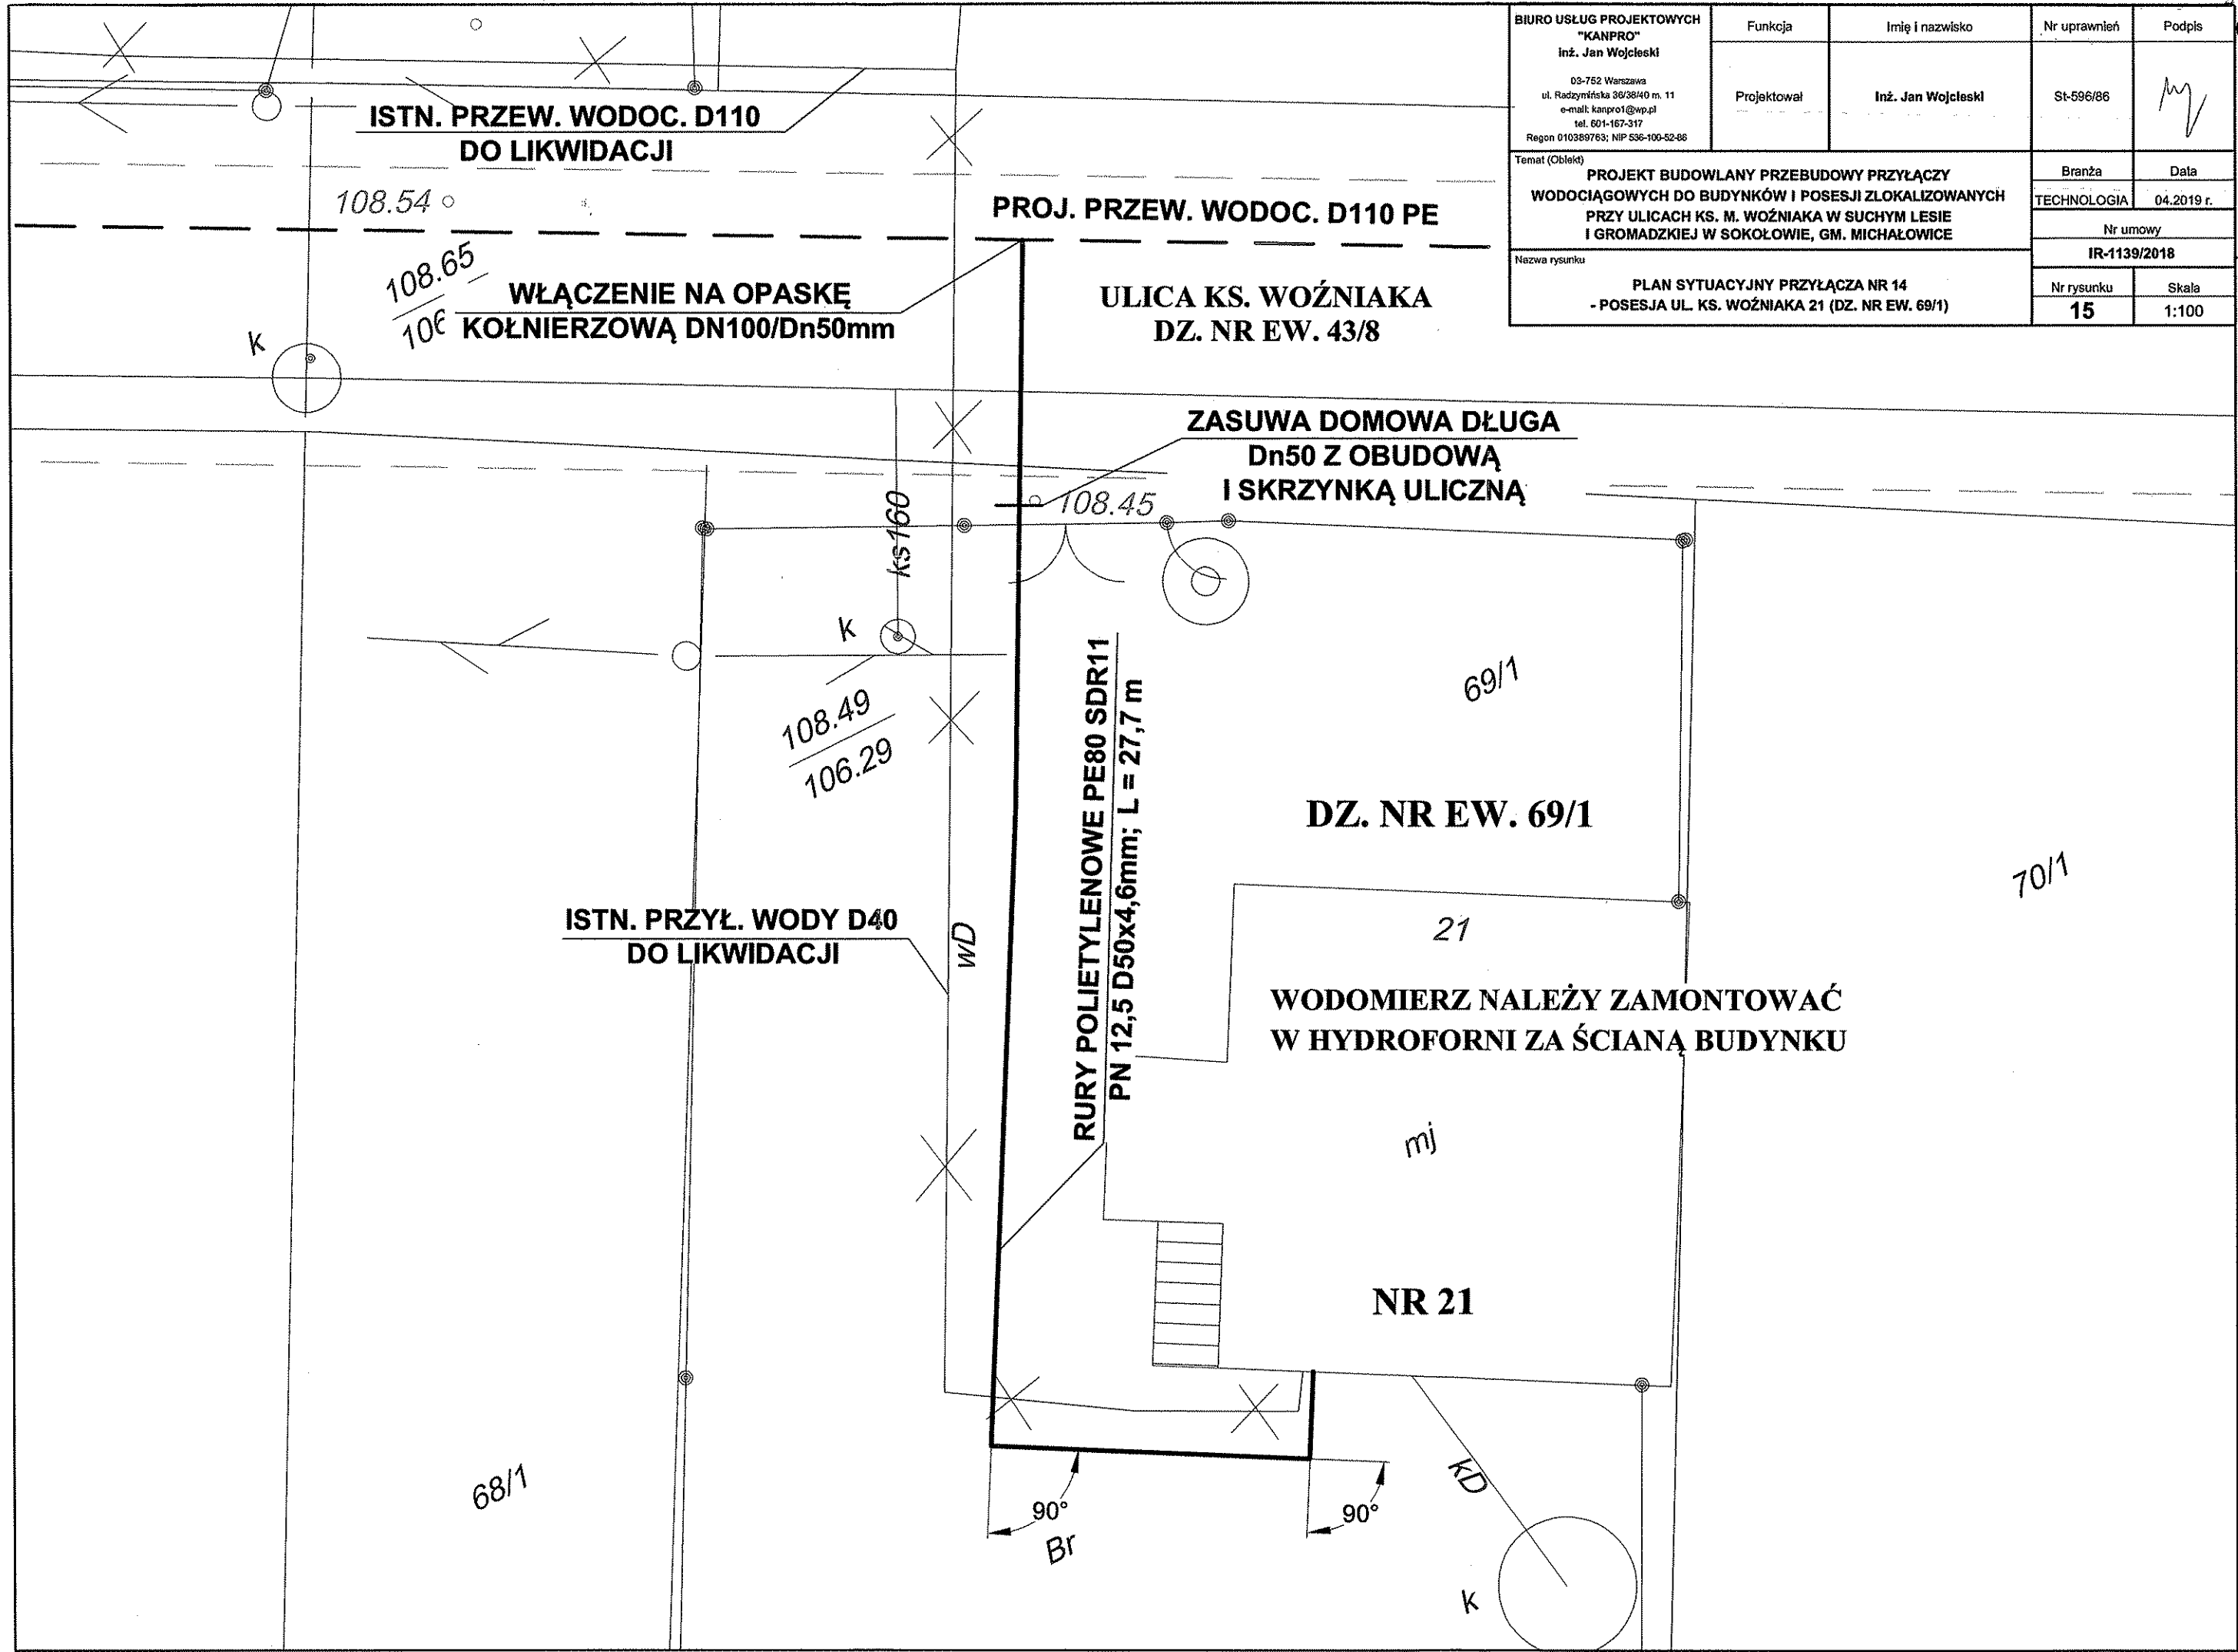 BIURO USŁUG PROJEKTOWYCH
"KANPRO"
inż. Jan Wojcieski
03-752 Warszawa
ul. Radzymińska 36/38/40 m. 11
e-mail: kanpro1@wp.pl
tel. 601-167-317
Regon 010389763; NIP 536-100-52-86
Funkcja
Imię i nazwisko
Nr uprawnień
Podpis
Projektował
Inż. Jan Wojcieski
St-596/86
Temat (Obiekt)
PROJEKT BUDOWLANY PRZEBUDOWY PRZYŁĄCZY
WODOCIĄGOWYCH DO BUDYNKÓW I POSESJI ZLOKALIZOWANYCH
PRZY ULICACH KS. M. WOŹNIAKA W SUCHYM LESIE
I GROMADZKIEJ W SOKOŁOWIE, GM. MICHAŁOWICE
Branża
Data
TECHNOLOGIA
04.2019 r.
Nr umowy
IR-1139/2018
Nazwa rysunku
PLAN SYTUACYJNY PRZYŁĄCZA NR 14
- POSESJA UL. KS. WOŹNIAKA 21 (DZ. NR EW. 69/1)
Nr rysunku
Skala
15
1:100
ISTN. PRZEW. WODOC. D110
DO LIKWIDACJI
108.54
PROJ. PRZEW. WODOC. D110 PE
108.65
106
k
WŁĄCZENIE NA OPASKĘ
KOŁNIERZOWĄ DN100/Dn50mm
ULICA KS. WOŹNIAKA
DZ. NR EW. 43/8
ZASUWA DOMOWA DŁUGA
Dn50 Z OBUDOWĄ
I SKRZYNKĄ ULICZNĄ
108.45
ks160
k
108.49
106.29
69/1
RURY POLIETYLENOWE PE80 SDR11
PN 12,5 D50x4,6mm; L = 27,7 m
DZ. NR EW. 69/1
70/1
ISTN. PRZYŁ. WODY D40
DO LIKWIDACJI
wD
21
WODOMIERZ NALEŻY ZAMONTOWAĆ
W HYDROFORNI ZA ŚCIANĄ BUDYNKU
mj
NR 21
68/1
90°
90°
Br
kD
k